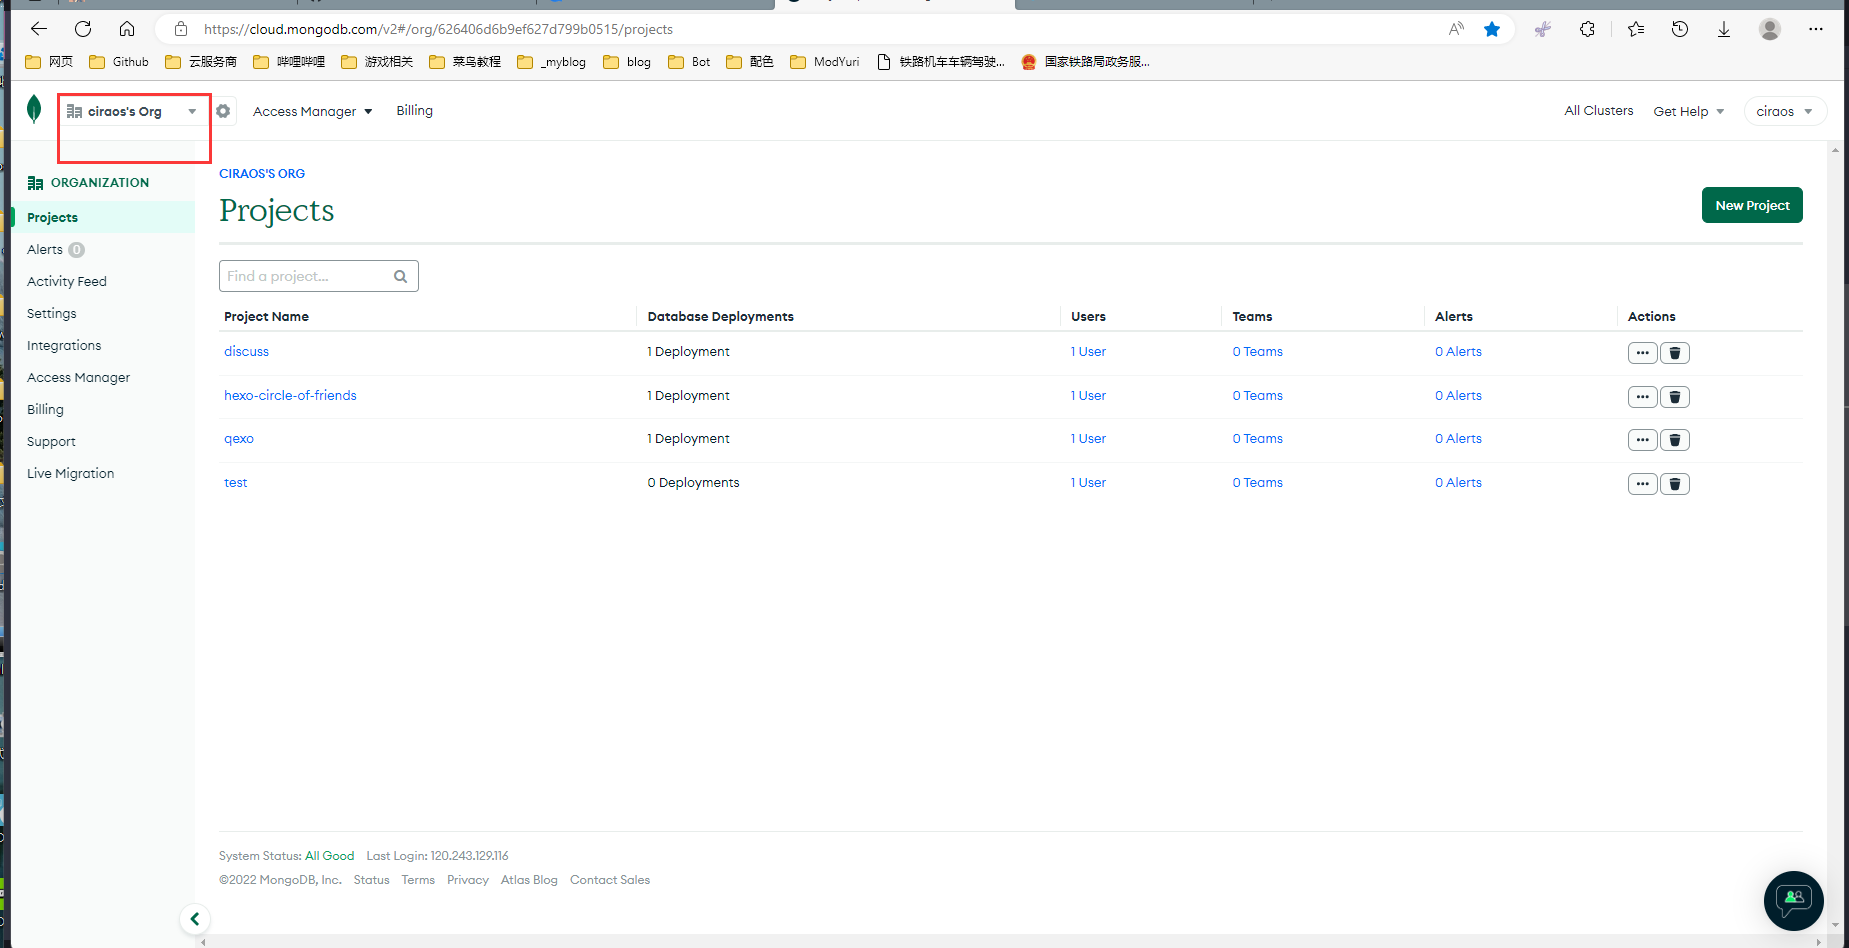 https://cloud.mongodb.com/v2#/org/626406d6b9ef627d799b0515/projects
网页 Github 云服务商 哔哩哔哩 游戏相关 菜鸟教程 _myblog blog Bot 配色 ModYuri 铁路机车车辆驾驶... 国家铁路局政务服...
ciraos's Org Access Manager Billing All Clusters Get Help ciraos
ORGANIZATION
Projects
Alerts 0
Activity Feed
Settings
Integrations
Access Manager
Billing
Support
Live Migration
CIRAOS'S ORG
Projects
New Project
Find a project...
Project Name Database Deployments Users Teams Alerts Actions
discuss 1 Deployment 1 User 0 Teams 0 Alerts
hexo-circle-of-friends 1 Deployment 1 User 0 Teams 0 Alerts
qexo 1 Deployment 1 User 0 Teams 0 Alerts
test 0 Deployments 1 User 0 Teams 0 Alerts
System Status: All Good Last Login: 120.243.129.116
©2022 MongoDB, Inc. Status Terms Privacy Atlas Blog Contact Sales